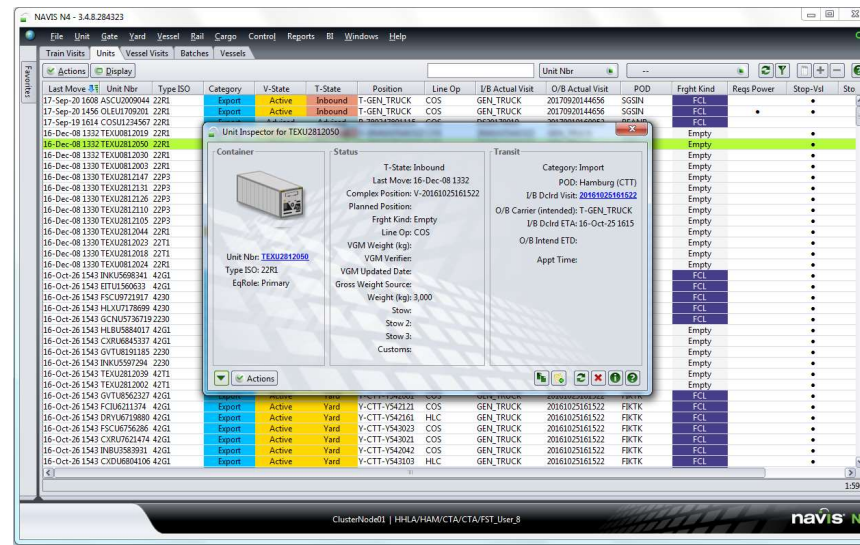 NAVIS N4 - 3.4.8.284323
File Unit Gate Yard Vessel Rail Cargo Control Reports BI Windows Help
Train Visits Units Vessel Visits Batches Vessels
Favorites
Actions Display Unit Nbr --
Last Move Unit Nbr Type ISO Category V-State T-State Position Line Op I/B Actual Visit O/B Actual Visit POD Frght Kind Reqs Power Stop-Vsl Sto
17-Sep-20 1608 ASCU2009044 22R1 Export Active Inbound T-GEN_TRUCK COS GEN_TRUCK 20170920144656 SGSIN FCL
17-Sep-20 1456 OLEU1709201 22R1 Export Active Inbound T-GEN_TRUCK COS GEN_TRUCK 20170920144656 SGSIN FCL
17-Sep-19 1614 COSU1234567 22R1 Export FCL
16-Dec-08 1332 TEXU0812019 22R1 Empty
16-Dec-08 1332 TEXU2812050 22R1 Empty
16-Dec-08 1332 TEXU2812030 22R1 Empty
16-Dec-08 1330 TEXU2812003 22R1 Empty
16-Dec-08 1330 TEXU2812147 22P3 Empty
16-Dec-08 1330 TEXU2812131 22P3 Empty
16-Dec-08 1330 TEXU2812126 22P3 Empty
16-Dec-08 1330 TEXU2812110 22P3 Empty
16-Dec-08 1330 TEXU2812105 22P3 Empty
16-Dec-08 1330 TEXU2812044 22R1 Empty
16-Dec-08 1330 TEXU2812023 22T1 Empty
16-Dec-08 1330 TEXU2812018 22T1 Empty
16-Dec-08 1330 TEXU0812024 22R1 Empty
16-Oct-26 1543 INKU5698341 42G1 FCL
16-Oct-26 1543 EITU1560633 42G1 FCL
16-Oct-26 1543 FSCU9721917 4230 FCL
16-Oct-26 1543 HLXU7178699 4230 FCL
16-Oct-26 1543 GCNU5736719 2230 FCL
16-Oct-26 1543 HLBU5884017 42G1 Empty
16-Oct-26 1543 CXRU6845337 42G1 Empty
16-Oct-26 1543 GVTU8191185 2230 Empty
16-Oct-26 1543 INKU5597294 2230 Empty
16-Oct-26 1543 TEXU2812039 42T1 Empty
16-Oct-26 1543 TEXU2812002 42T1 Empty
16-Oct-26 1543 GVTU8562327 42G1 FCL
16-Oct-26 1543 FCIU6211374 42G1 Export Active Yard Y-CTT-Y542121 COS GEN_TRUCK 20161025161522 FIKTK FCL
16-Oct-26 1543 DRYU6719880 42G1 Export Active Yard Y-CTT-Y542161 HLC GEN_TRUCK 20161025161522 FIKTK FCL
16-Oct-26 1543 FSCU6756286 42G1 Export Active Yard Y-CTT-Y543023 COS GEN_TRUCK 20161025161522 FIKTK FCL
16-Oct-26 1543 CXRU7621474 42G1 Export Active Yard Y-CTT-Y543021 COS GEN_TRUCK 20161025161522 FIKTK FCL
16-Oct-26 1543 INBU3583931 42G1 Export Active Yard Y-CTT-Y542042 COS GEN_TRUCK 20161025161522 FIKTK FCL
16-Oct-26 1543 CXDU6804106 42G1 Export Active Yard Y-CTT-Y543103 HLC GEN_TRUCK 20161025161522 FIKTK FCL
Unit Inspector for TEXU2812050
Container
Unit Nbr: TEXU2812050
Type ISO: 22R1
EqRole: Primary
Status
T-State: Inbound
Last Move: 16-Dec-08 1332
Complex Position: V-20161025161522
Planned Position:
Frght Kind: Empty
Line Op: COS
VGM Weight (kg):
VGM Verifier:
VGM Updated Date:
Gross Weight Source:
Weight (kg): 3,000
Stow:
Stow 2:
Stow 3:
Customs:
Transit
Category: Import
POD: Hamburg (CTT)
I/B Dclrd Visit: 20161025161522
O/B Carrier (intended): T-GEN_TRUCK
I/B Dclrd ETA: 16-Oct-25 1615
O/B Intend ETD:
Appt Time:
Actions
1:59
ClusterNode01 | HHLA/HAM/CTA/CTA/FST_User_8
navis N